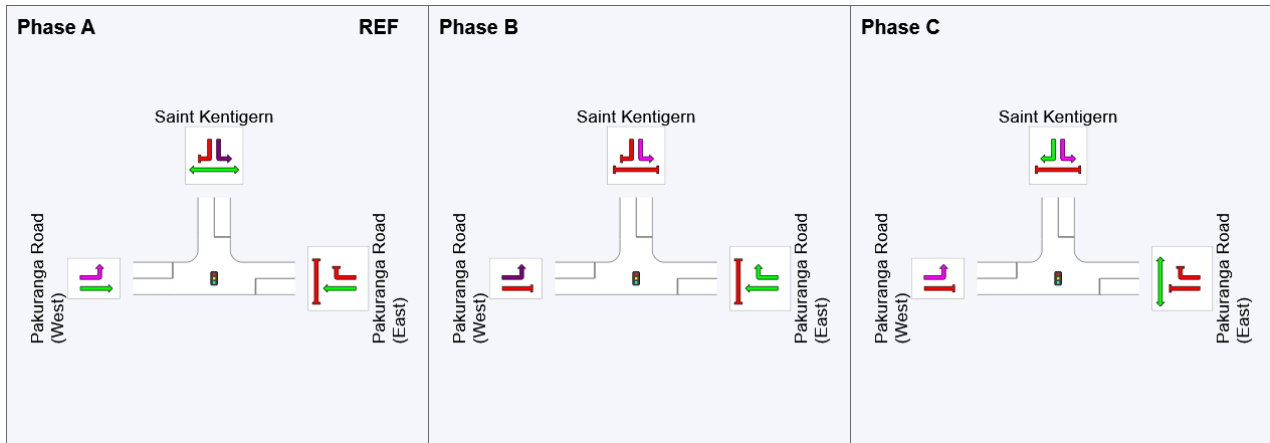 Phase A
REF
Saint Kentigern
Pakuranga Road
(West)
Pakuranga Road
(East)
Phase B
Saint Kentigern
Pakuranga Road
(West)
Pakuranga Road
(East)
Phase C
Saint Kentigern
Pakuranga Road
(West)
Pakuranga Road
(East)